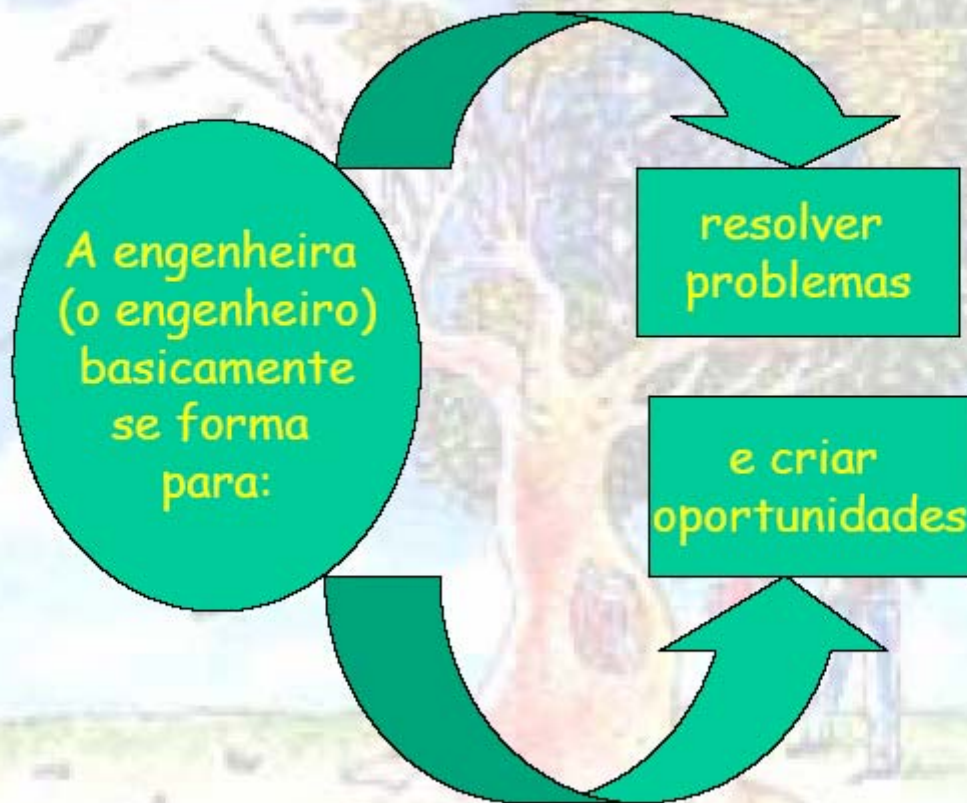 A engenheira
(o engenheiro)
basicamente
se forma
para:
resolver
problemas
e criar
oportunidades